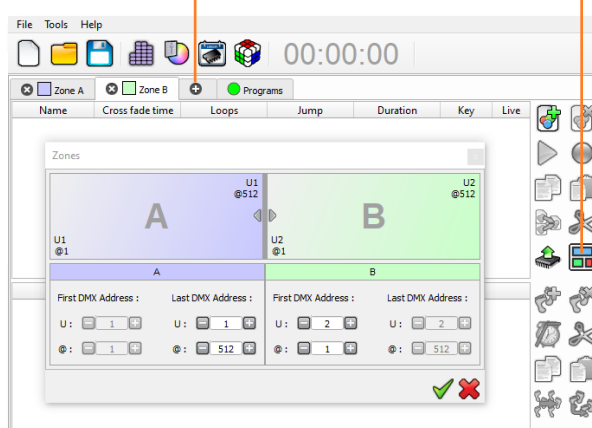 File Tools Help
00:00:00
Zone A Zone B Programs
Name Cross fade time Loops Jump Duration Key Live
Zones
U1
@512
A
U1
@1
U2
@512
B
U2
@1
A B
First DMX Address : Last DMX Address : First DMX Address : Last DMX Address :
U : 1 U : 1 U : 2 U : 2
@ : 1 @ : 512 @ : 1 @ : 512